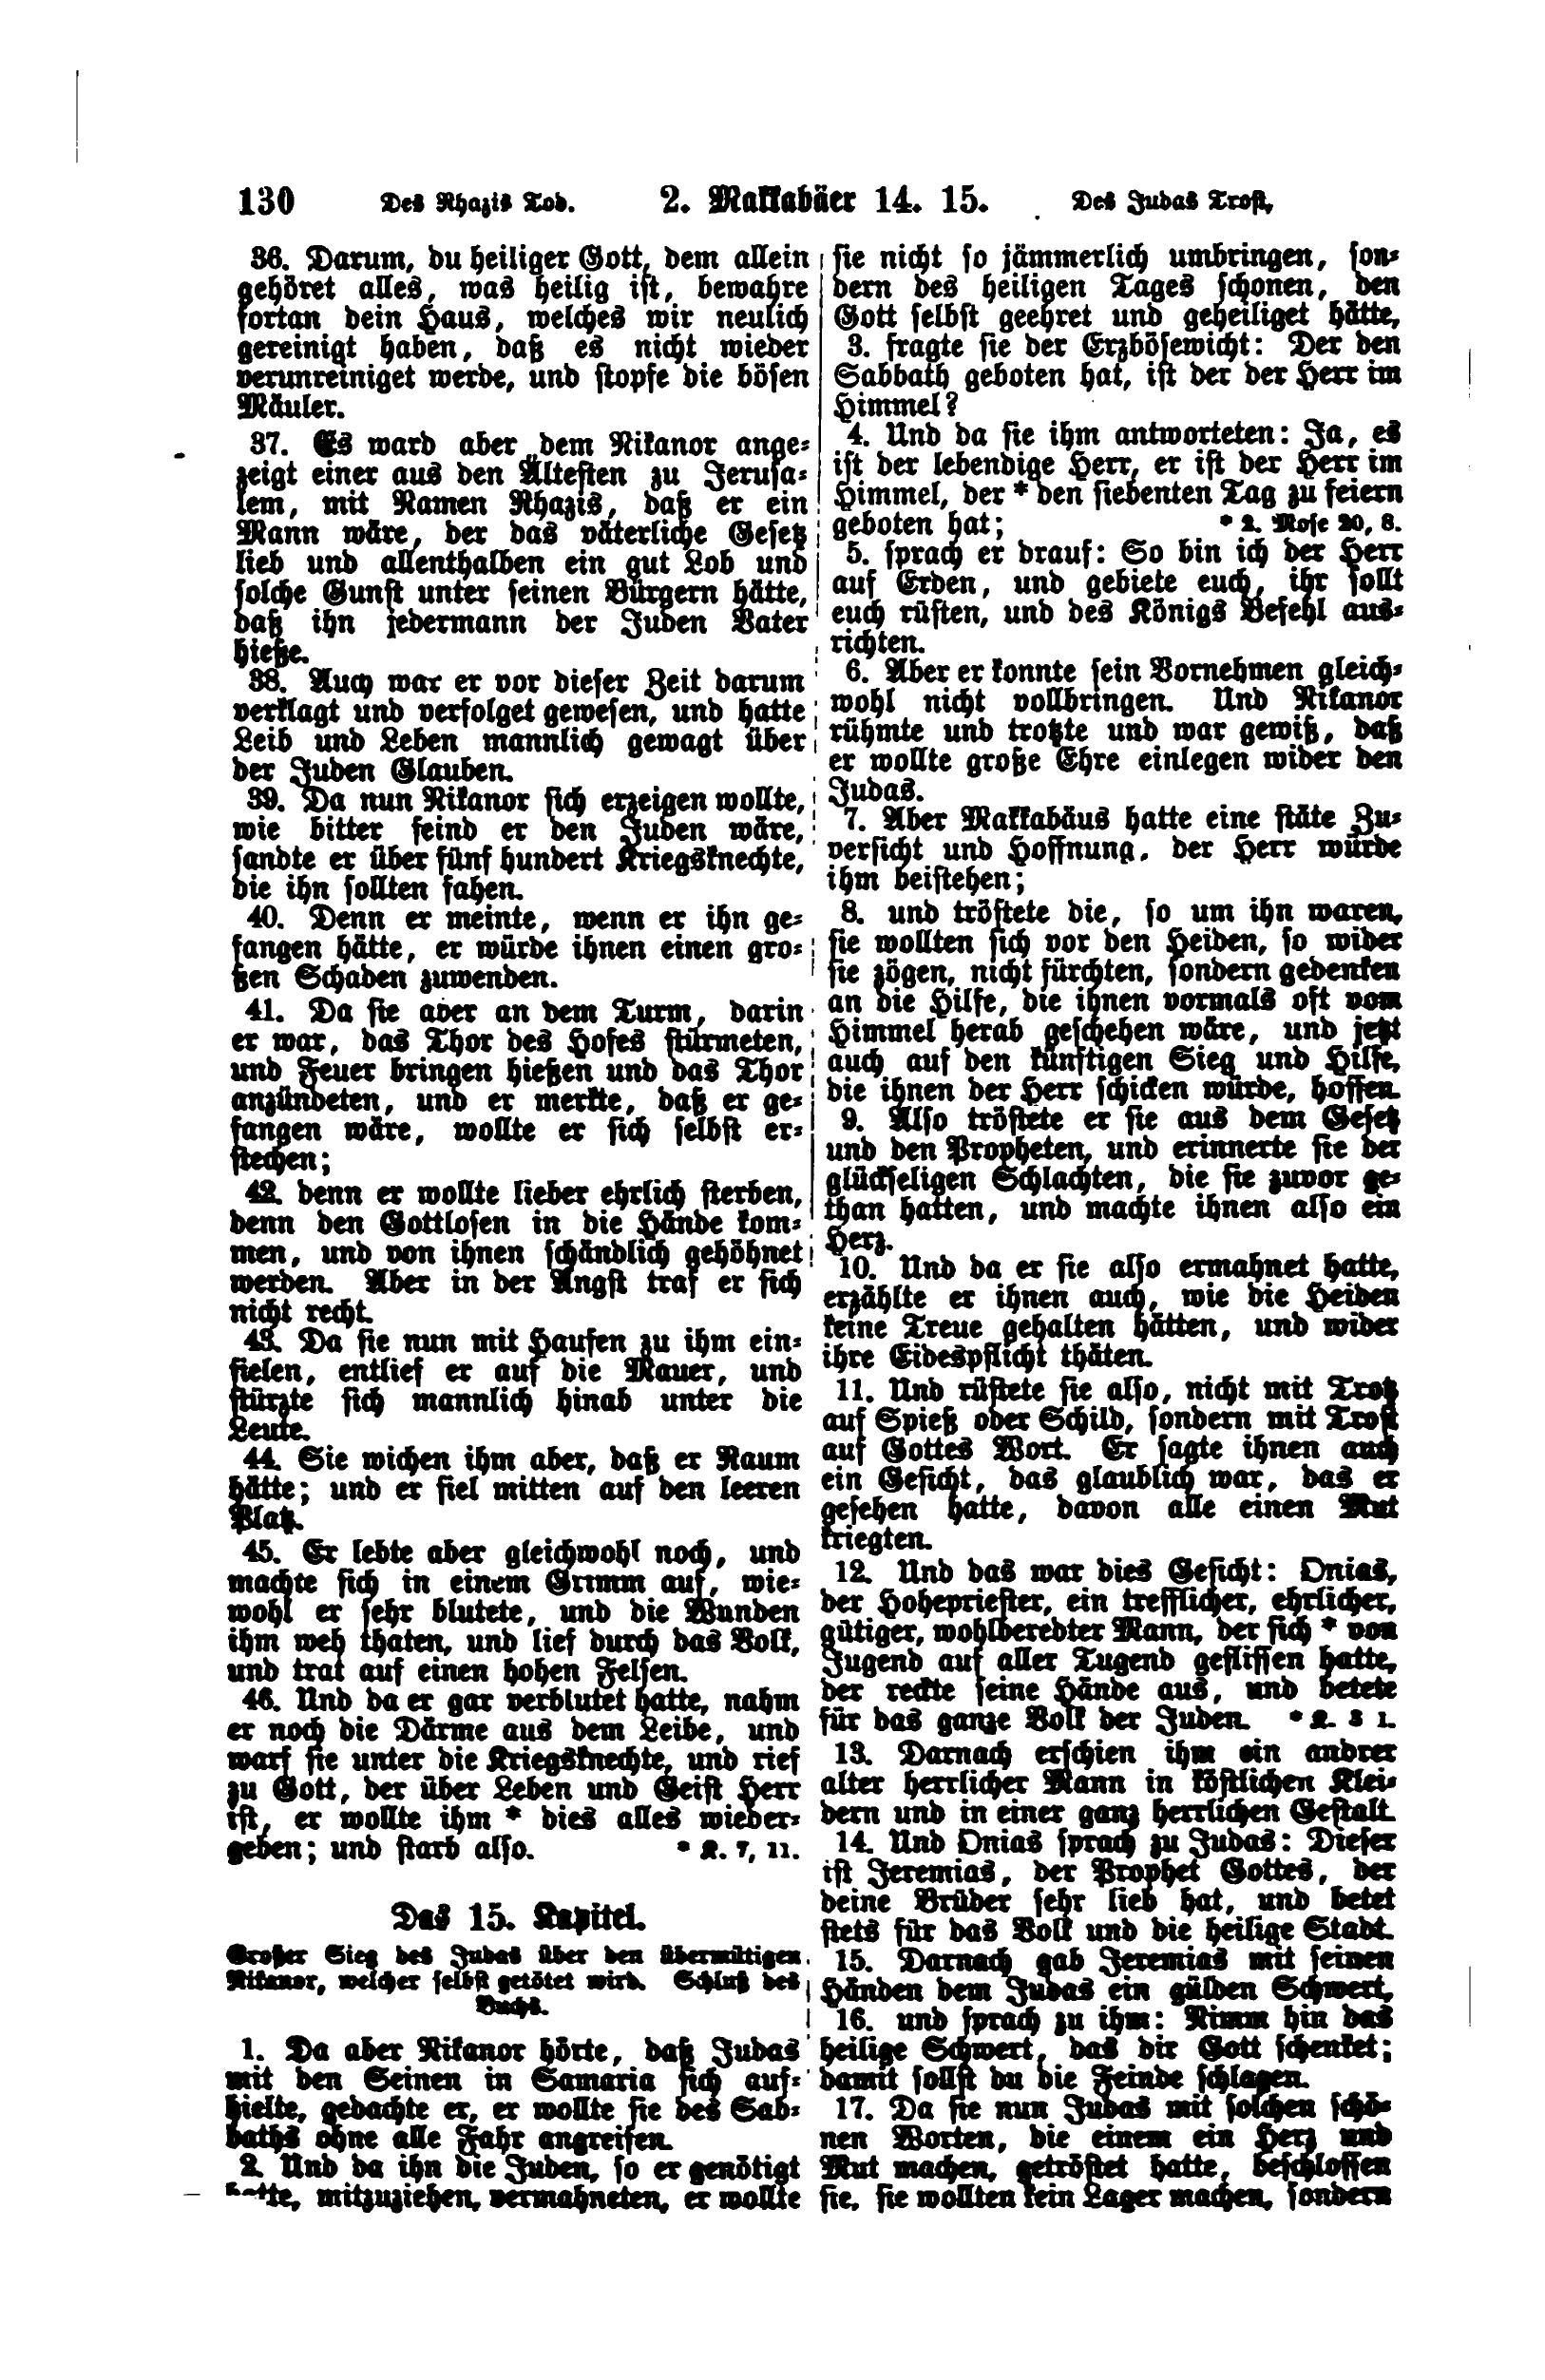 130 Des Rhazis Tod. 2. Makkabäer 14. 15. Des Judas Trost.
36. Darum, du heiliger Gott, dem allein
gehöret alles, was heilig ist, bewahre
fortan dein Haus, welches wir neulich
gereinigt haben, daß es nicht wieder
verunreiniget werde, und stopfe die bösen
Mäuler.
37. Es ward aber dem Nikanor ange-
zeigt einer aus den Ältesten zu Jerusa-
lem, mit Namen Rhazis, daß er ein
Mann wäre, der das väterliche Gesetz
lieb und allenthalben ein gut Lob und
solche Gunst unter seinen Bürgern hätte,
daß ihn jedermann der Juden Vater
hieße.
38. Auch war er vor dieser Zeit darum
verklagt und verfolget gewesen, und hatte
Leib und Leben mannlich gewagt über
der Juden Glauben.
39. Da nun Nikanor sich erzeigen wollte,
wie bitter feind er den Juden wäre,
sandte er über fünf hundert Kriegsknechte,
die ihn sollten fahen.
40. Denn er meinte, wenn er ihn ge-
fangen hätte, er würde ihnen einen gro-
ßen Schaden zuwenden.
41. Da sie aber an dem Turm, darin
er war, das Thor des Hofes stürmeten,
und Feuer bringen hießen und das Thor
anzündeten, und er merkte, daß er ge-
fangen wäre, wollte er sich selbst er-
stechen;
42. denn er wollte lieber ehrlich sterben,
denn den Gottlosen in die Hände kom-
men, und von ihnen schändlich gehöhnet
werden. Aber in der Angst traf er sich
nicht recht.
43. Da sie nun mit Haufen zu ihm ein-
fielen, entlief er auf die Mauer, und
stürzte sich mannlich hinab unter die
Leute.
44. Sie wichen ihm aber, daß er Raum
hätte; und er fiel mitten auf den leeren
Platz.
45. Er lebte aber gleichwohl noch, und
machte sich in einem Grimm auf, wie-
wohl er sehr blutete, und die Wunden
ihm weh thaten, und lief durch das Volk,
und trat auf einen hohen Felsen.
46. Und da er gar verblutet hatte, nahm
er noch die Därme aus dem Leibe, und
warf sie unter die Kriegsknechte, und rief
zu Gott, der über Leben und Geist Herr
ist, er wollte ihm * dies alles wieder-
geben; und starb also. * K. 7, 11.
Das 15. Kapitel.
Großer Sieg des Judas über den übermütigen
Nikanor, welcher selbst getötet wird. Schluß des
Buchs.
1. Da aber Nikanor hörte, daß Judas
mit den Seinen in Samaria sich auf-
hielte, gedachte er, er wollte sie des Sab-
baths ohne alle Fahr angreifen.
2. Und da ihn die Juden, so er genötigt
hatte, mitzuziehen, vermahneten, er wollte
sie nicht so jämmerlich umbringen, son-
dern des heiligen Tages schonen, den
Gott selbst geehret und geheiliget hätte,
3. fragte sie der Erzbösewicht: Der den
Sabbath geboten hat, ist der der Herr im
Himmel?
4. Und da sie ihm antworteten: Ja, es
ist der lebendige Herr, er ist der Herr im
Himmel, der * den siebenten Tag zu feiern
geboten hat; * 2. Mose 20, 8.
5. sprach er drauf: So bin ich der Herr
auf Erden, und gebiete euch, ihr sollt
euch rüsten, und des Königs Befehl aus-
richten.
6. Aber er konnte sein Vornehmen gleich-
wohl nicht vollbringen. Und Nikanor
rühmte und trotzte und war gewiß, daß
er wollte große Ehre einlegen wider den
Judas.
7. Aber Makkabäus hatte eine stäte Zu-
versicht und Hoffnung, der Herr würde
ihm beistehen;
8. und tröstete die, so um ihn waren,
sie wollten sich vor den Heiden, so wider
sie zögen, nicht fürchten, sondern gedenken
an die Hilfe, die ihnen vormals oft vom
Himmel herab geschehen wäre, und jetzt
auch auf den künftigen Sieg und Hilfe,
die ihnen der Herr schicken würde, hoffen.
9. Also tröstete er sie aus dem Gesetz
und den Propheten, und erinnerte sie der
glückseligen Schlachten, die sie zuvor ge-
than hatten, und machte ihnen also ein
Herz.
10. Und da er sie also ermahnet hatte,
erzählte er ihnen auch, wie die Heiden
keine Treue gehalten hätten, und wider
ihre Eidespflicht thäten.
11. Und rüstete sie also, nicht mit Trotz
auf Spieß oder Schild, sondern mit Trost
auf Gottes Wort. Er sagte ihnen auch
ein Gesicht, das glaublich war, das er
gesehen hatte, davon alle einen Mut
kriegten.
12. Und das war dies Gesicht: Onias,
der Hohepriester, ein trefflicher, ehrlicher,
gütiger, wohlberedter Mann, der sich * von
Jugend auf aller Tugend geflissen hatte,
der reckte seine Hände aus, und betete
für das ganze Volk der Juden. * K. 3 1.
13. Darnach erschien ihm ein andrer
alter herrlicher Mann in köstlichen Klei-
dern und in einer ganz herrlichen Gestalt.
14. Und Onias sprach zu Judas: Dieser
ist Jeremias, der Prophet Gottes, der
deine Brüder sehr lieb hat, und betet
stets für das Volk und die heilige Stadt.
15. Darnach gab Jeremias mit seinen
Händen dem Judas ein gülden Schwert,
16. und sprach zu ihm: Nimm hin das
heilige Schwert, das dir Gott schenket;
damit sollst du die Feinde schlagen.
17. Da sie nun Judas mit solchen schö-
nen Worten, die einem ein Herz und
Mut machen, getröstet hatte, beschlossen
sie, sie wollten kein Lager machen, sondern